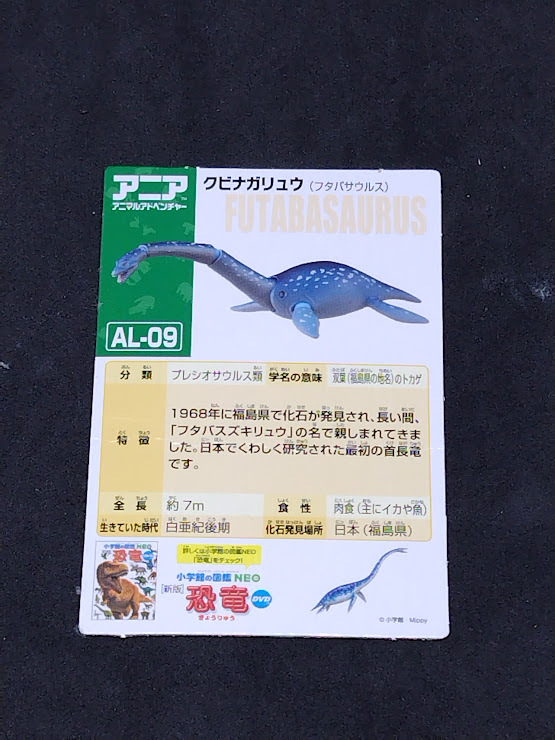 アニア™
アニマルアドベンチャー
クビナガリュウ（フタバサウルス）
FUTABASAURUS
AL-09
分類 プレシオサウルス類 学名の意味 双葉（福島県の地名）のトカゲ
特徴
1968年に福島県で化石が発見され、長い間、
「フタバスズキリュウ」の名で親しまれてきま
した。日本でくわしく研究された最初の首長竜
です。
全長 約7m 食性 肉食（主にイカや魚）
生きていた時代 白亜紀後期 化石発見場所 日本（福島県）
小学館の図鑑NEO
恐竜
詳しくは小学館の図鑑NEO
「恐竜」をチェック！
小学館の図鑑NEO
［新版］恐竜 DVD
きょうりゅう
© 小学館 Mippy